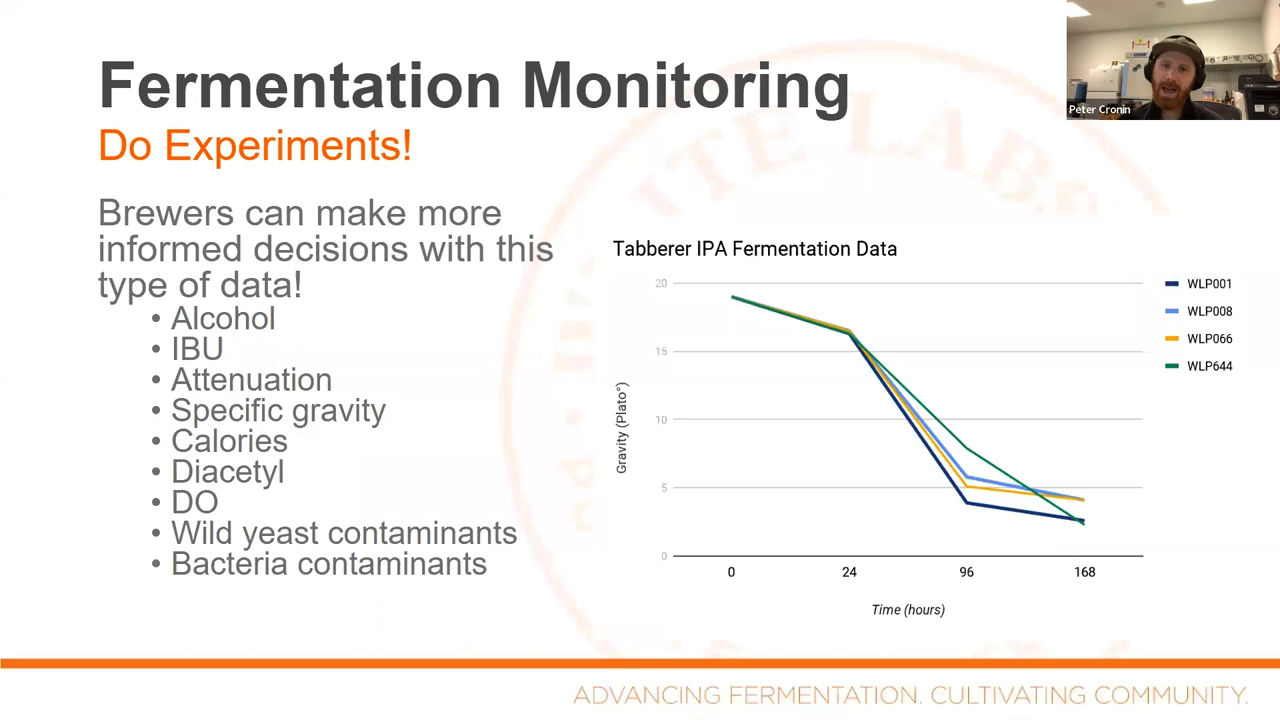 Fermentation Monitoring
Do Experiments!
Peter Cronin
Brewers can make more
informed decisions with this
type of data!
• Alcohol
• IBU
• Attenuation
• Specific gravity
• Calories
• Diacetyl
• DO
• Wild yeast contaminants
• Bacteria contaminants
Tabberer IPA Fermentation Data
20
15
10
5
0
Gravity (Plato°)
0 24 96 168
Time (hours)
WLP001
WLP008
WLP066
WLP644
ITE LABS
ADVANCING FERMENTATION. CULTIVATING COMMUNITY.